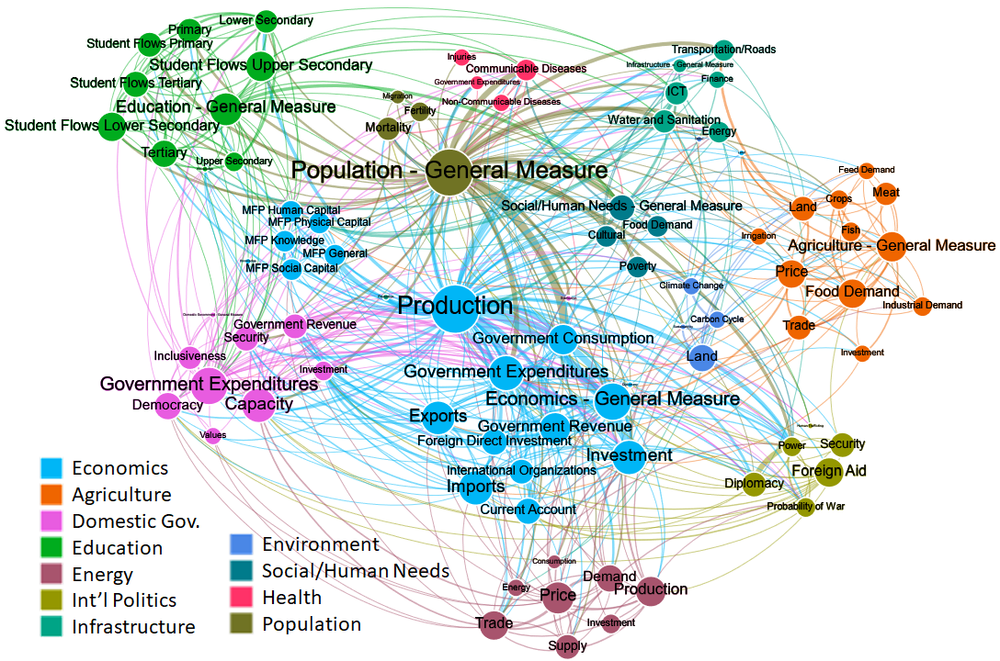 Lower Secondary
Primary
Student Flows Primary
Student Flows Upper Secondary
Student Flows Tertiary
Education - General Measure
Student Flows Lower Secondary
Tertiary
Upper Secondary
Injuries
Communicable Diseases
Government Expenditures
Non-Communicable Diseases
Migration
Fertility
Mortality
Population - General Measure
Transportation/Roads
Infrastructure - General Measure
Finance
ICT
Water and Sanitation
Energy
Feed Demand
Meat
Crops
Land
Fish
Irrigation
Agriculture - General Measure
Price
Food Demand
Industrial Demand
Trade
Investment
Social/Human Needs - General Measure
Food Demand
Cultural
Poverty
Climate Change
Carbon Cycle
Land
MFP Human Capital
MFP Physical Capital
MFP Knowledge
MFP General
MFP Social Capital
Production
Government Consumption
Government Expenditures
Economics - General Measure
Exports
Government Revenue
Foreign Direct Investment
Investment
International Organizations
Imports
Current Account
Domestic Government - General Measure
Government Revenue
Security
Inclusiveness
Investment
Government Expenditures
Democracy
Capacity
Values
Human Trafficking
Power
Security
Foreign Aid
Diplomacy
Probability of War
Consumption
Energy
Demand
Price
Production
Trade
Investment
Supply
Economics
Agriculture
Domestic Gov.
Education
Energy
Int'l Politics
Infrastructure
Environment
Social/Human Needs
Health
Population